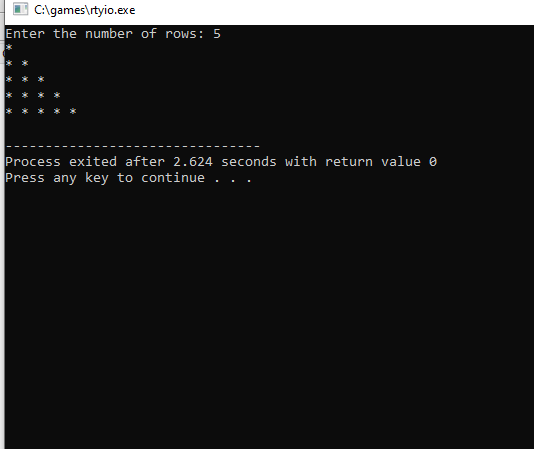 C:\games\rtyio.exe
Enter the number of rows: 5
*
* *
* * *
* * * *
* * * * *
--------------------------------
Process exited after 2.624 seconds with return value 0
Press any key to continue . . .